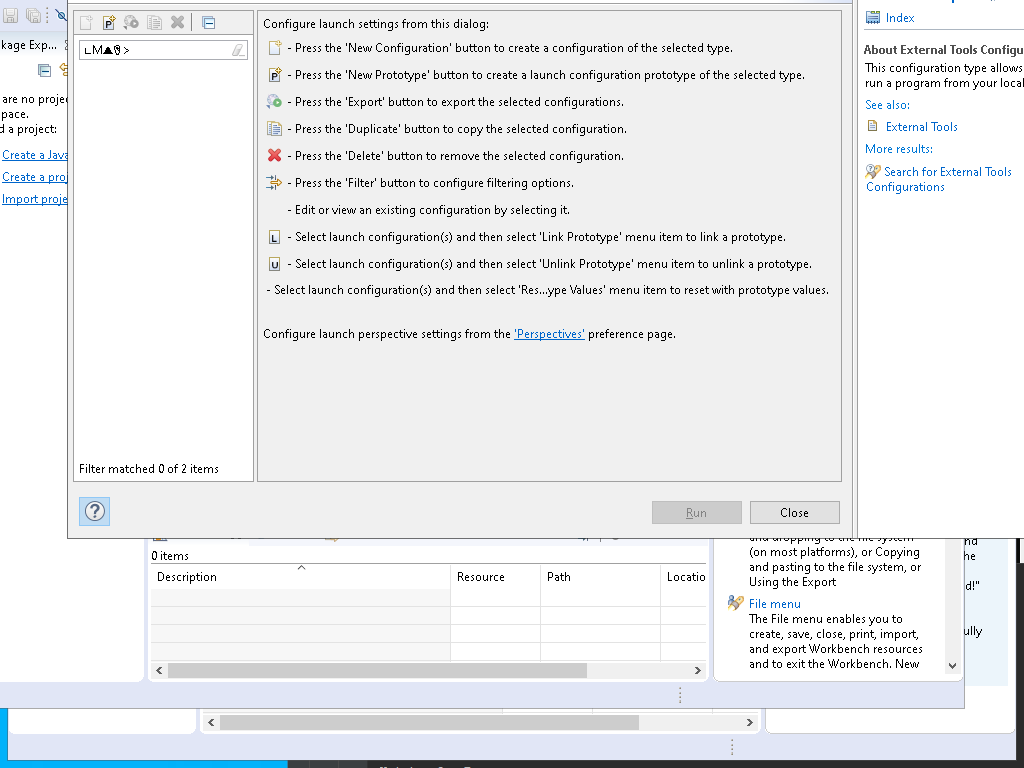 kage Exp...
are no projec
pace.
d a project:
Create a Java
Create a proj
Import proje
Configure launch settings from this dialog:
- Press the 'New Configuration' button to create a configuration of the selected type.
- Press the 'New Prototype' button to create a launch configuration prototype of the selected type.
- Press the 'Export' button to export the selected configurations.
- Press the 'Duplicate' button to copy the selected configuration.
- Press the 'Delete' button to remove the selected configuration.
- Press the 'Filter' button to configure filtering options.
- Edit or view an existing configuration by selecting it.
- Select launch configuration(s) and then select 'Link Prototype' menu item to link a prototype.
- Select launch configuration(s) and then select 'Unlink Prototype' menu item to unlink a prototype.
- Select launch configuration(s) and then select 'Res...ype Values' menu item to reset with prototype values.
Configure launch perspective settings from the 'Perspectives' preference page.
Filter matched 0 of 2 items
Run
Close
Index
About External Tools Configu
This configuration type allows
run a program from your local
See also:
External Tools
More results:
Search for External Tools
Configurations
0 items
Description
Resource
Path
Locatio
and dropping to the file system
(on most platforms), or Copying
and pasting to the file system, or
Using the Export
File menu
The File menu enables you to
create, save, close, print, import,
and export Workbench resources
and to exit the Workbench. New
nd
he
d!"
ully